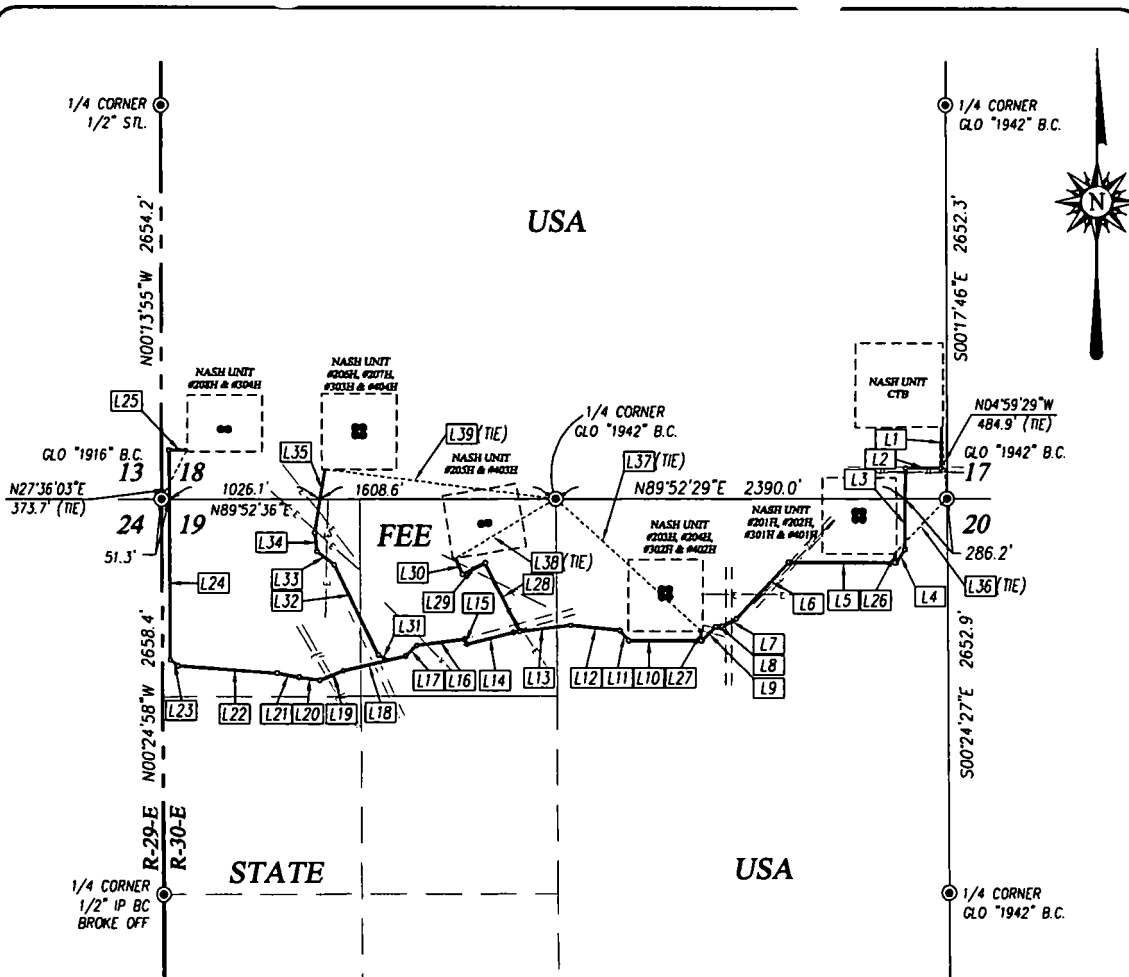 1/4 CORNER
1/2" STL.
1/4 CORNER
GLO "1942" B.C.
N
N00°13'55"W 2654.2'
USA
S00°17'46"E 2652.3'
NASH UNIT
#208H & #304H
NASH UNIT
#206H, #207H,
#303H & #404H
NASH UNIT
CTB
L25
L39 (TIE)
1/4 CORNER
GLO "1942" B.C.
N04°59'29"W
484.9' (TIE)
L1
L2
GLO "1916" B.C.
GLO "1942" B.C.
13 18
17
L35
NASH UNIT
#205H & #403H
L37 (TIE)
N27°36'03"E
373.7' (TIE)
1026.1'
1608.6'
N89°52'29"E 2390.0'
L3
N89°52'36"E
24 19
20
51.3'
286.2'
FEE
NASH UNIT
#203H, #204H,
#302H & #402H
NASH UNIT
#201H, #202H,
#301H & #401H
L34
L38 (TIE)
L33
L30
L28
L36 (TIE)
L24
L32
L29
L15
L6
L5
L26
L4
L31
L7
L8
L9
L23
L22
L21
L20
L19
L18
L17
L16
L14
L13
L12
L11
L10
L27
N00°24'58"W 2658.4'
S00°24'27"E 2652.9'
R-29-E
R-30-E
STATE
USA
1/4 CORNER
1/2" IP BC
BROKE OFF
1/4 CORNER
GLO "1942" B.C.